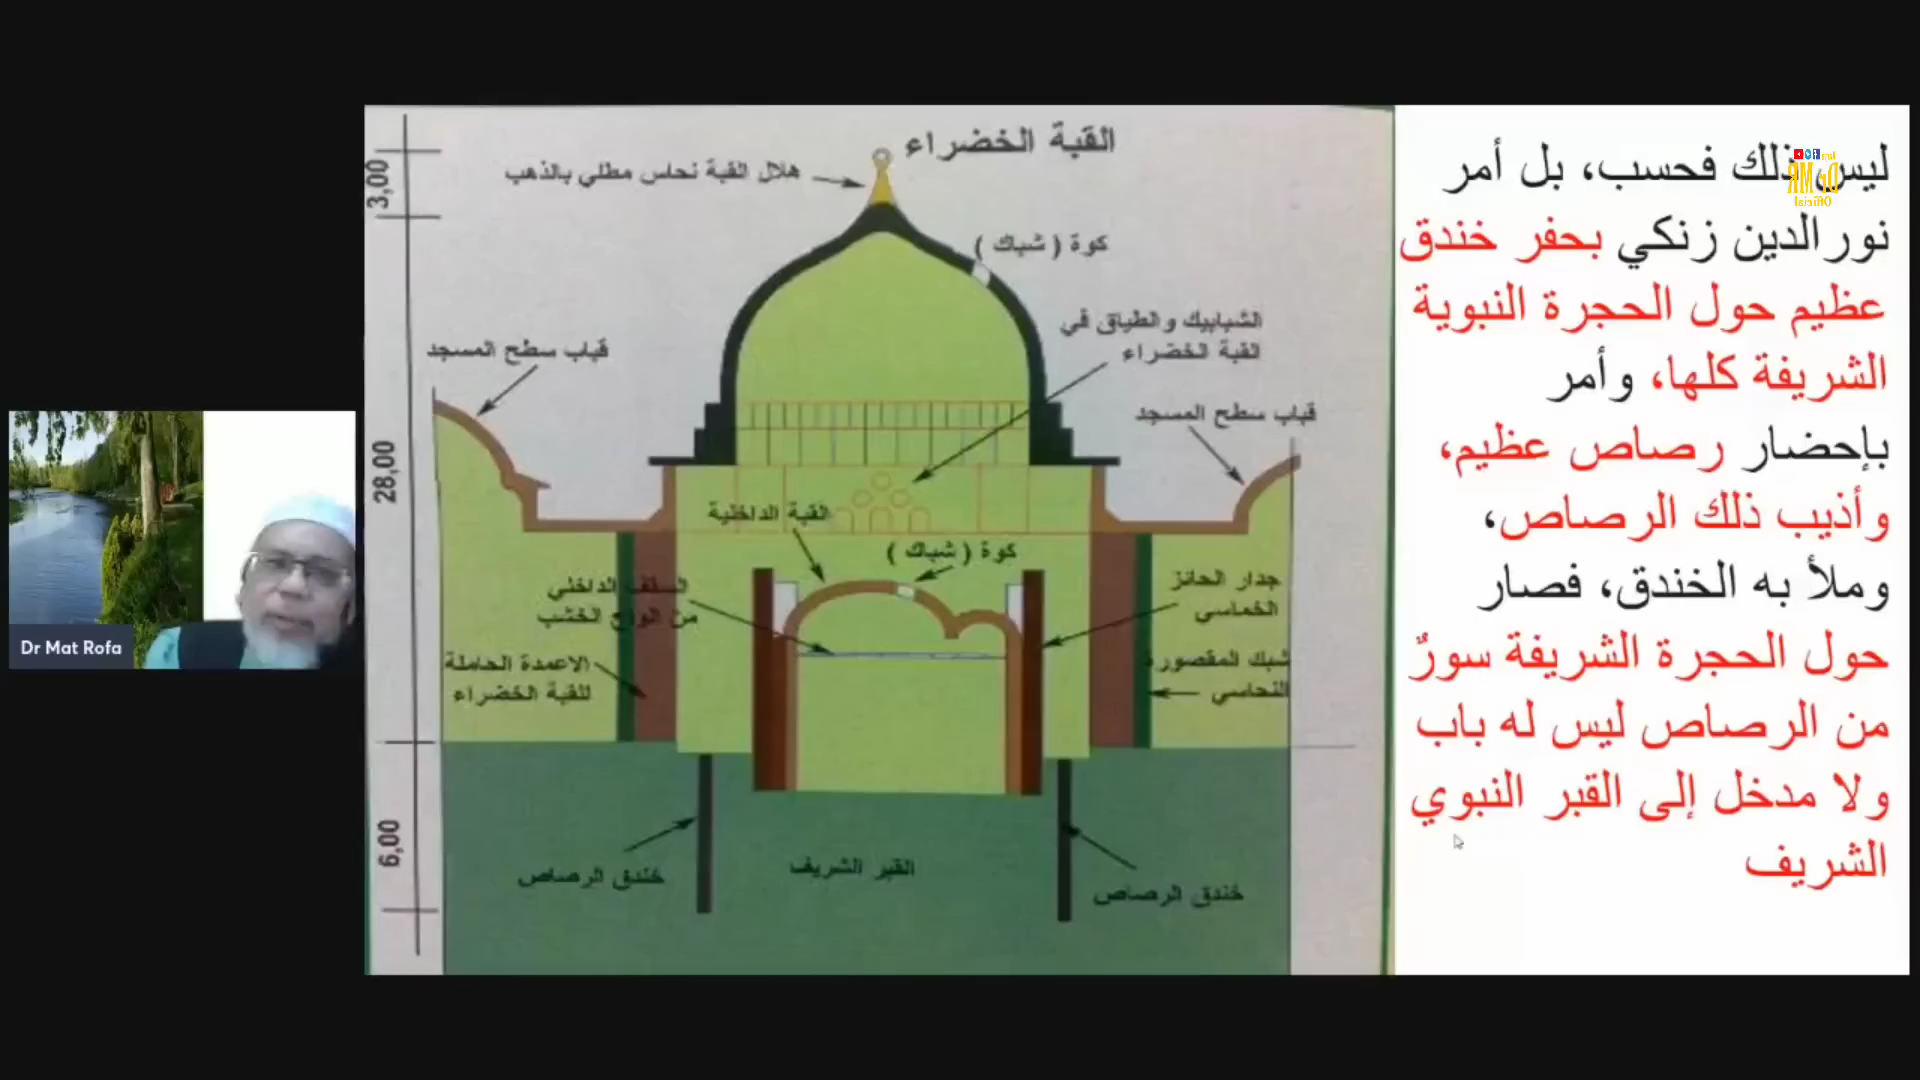 القبة الخضراء
هلال القبة نحاس مطلي بالذهب
3,00
كوة ( شباك )
الشبابيك والطياق في
القبة الخضراء
قباب سطح المسجد
قباب سطح المسجد
28,00
القبة الداخلية
كوة ( شباك )
السقف الداخلي
من الواح الخشب
جدار الحائز
الخماسي
الاعمدة الحاملة
للقبة الخضراء
شبك المقصورة
النحاسي
6,00
خندق الرصاص
القبر الشريف
خندق الرصاص
ليس ذلك فحسب، بل أمر
نور الدين زنكي بحفر خندق
عظيم حول الحجرة النبوية
الشريفة كلها، وأمر
بإحضار رصاص عظيم،
وأذيب ذلك الرصاص،
وملأ به الخندق، فصار
حول الحجرة الشريفة سورٌ
من الرصاص ليس له باب
ولا مدخل إلى القبر النبوي
الشريف
Dr Mat Rofa